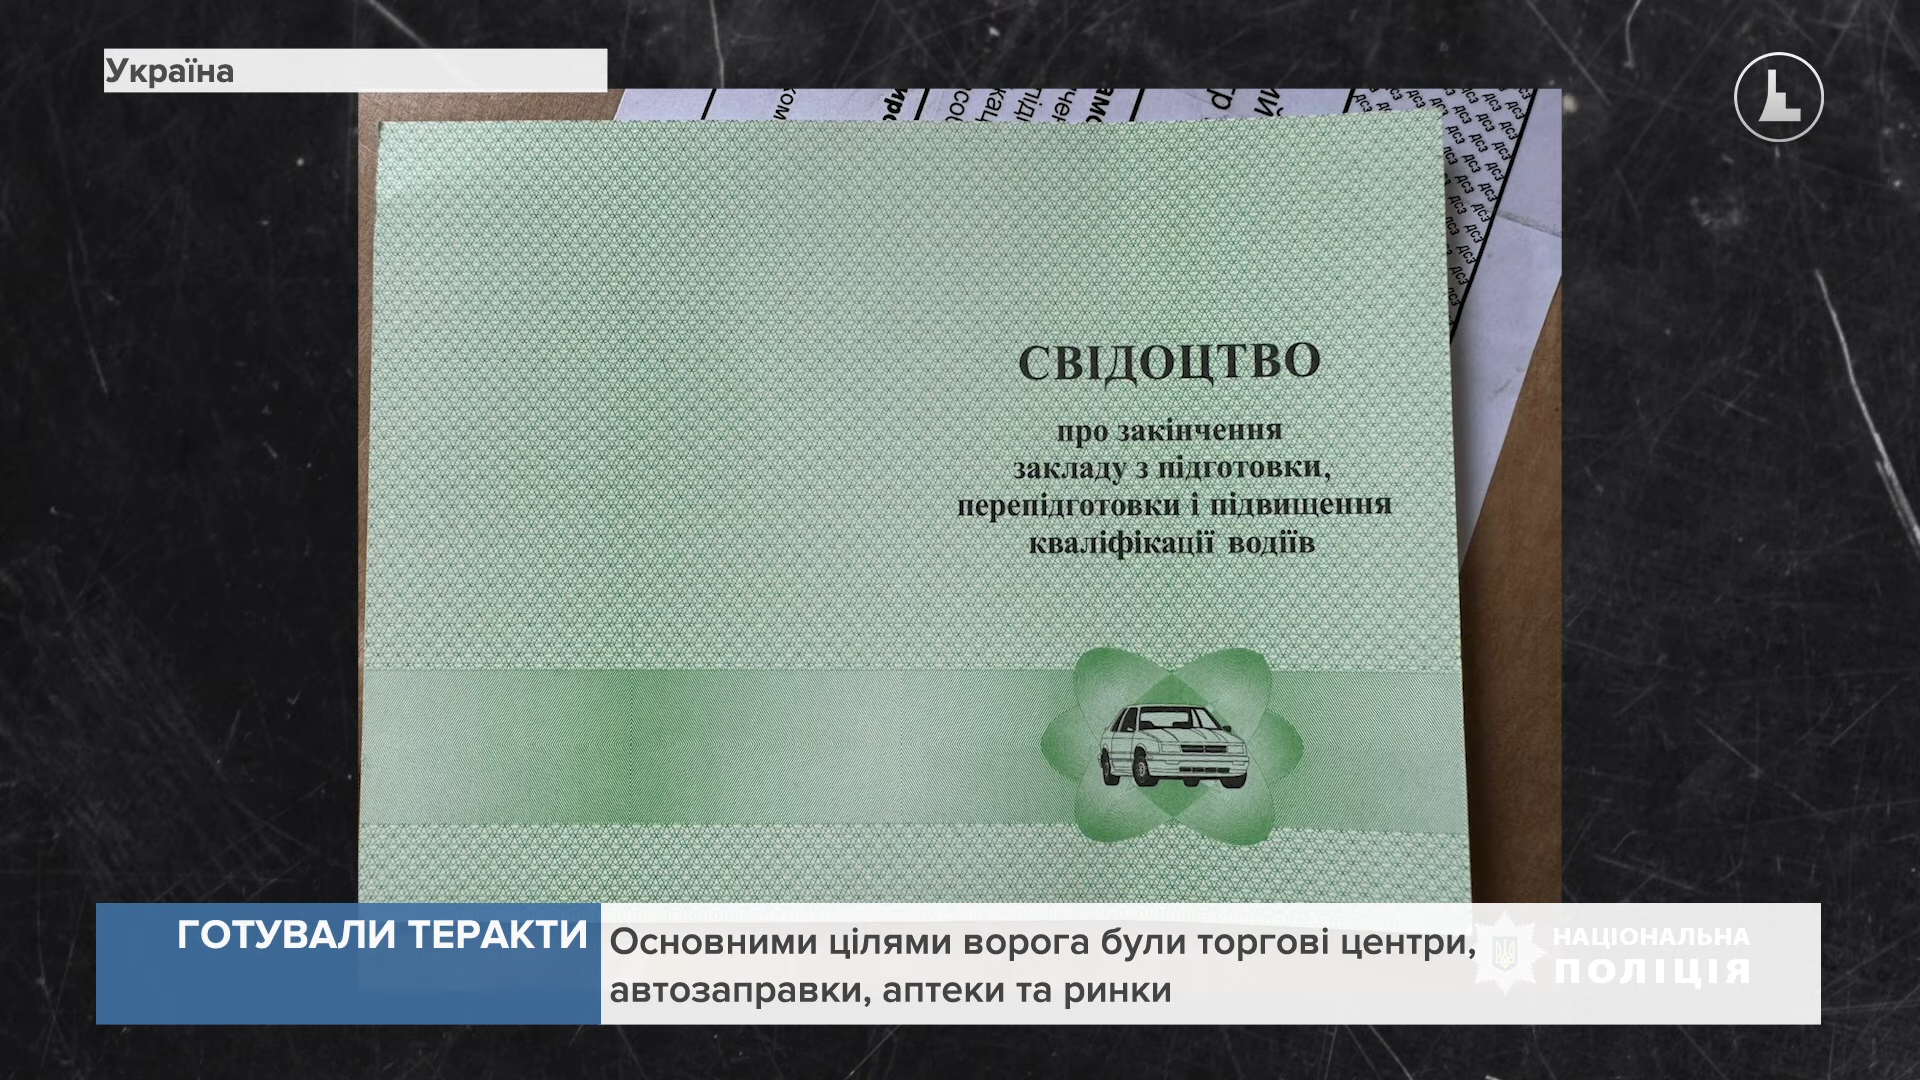 Україна
СВІДОЦТВО
про закінчення
закладу з підготовки,
перепідготовки і підвищення
кваліфікації водіїв
ГОТУВАЛИ ТЕРАКТИ
Основними цілями ворога були торгові центри,
автозаправки, аптеки та ринки
НАЦІОНАЛЬНА
ПОЛІЦІЯ